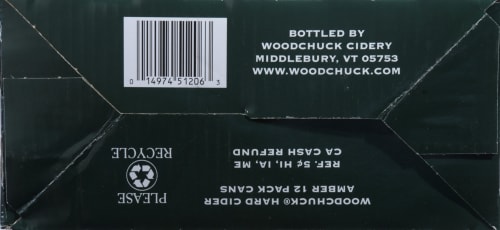 BOTTLED BY
WOODCHUCK CIDERY
MIDDLEBURY, VT 05753
WWW.WOODCHUCK.COM
0 14974 51206 3
WOODCHUCK® HARD CIDER
AMBER 12 PACK CANS
REF. 5¢ HI, IA, ME
CA CASH REFUND
PLEASE
RECYCLE